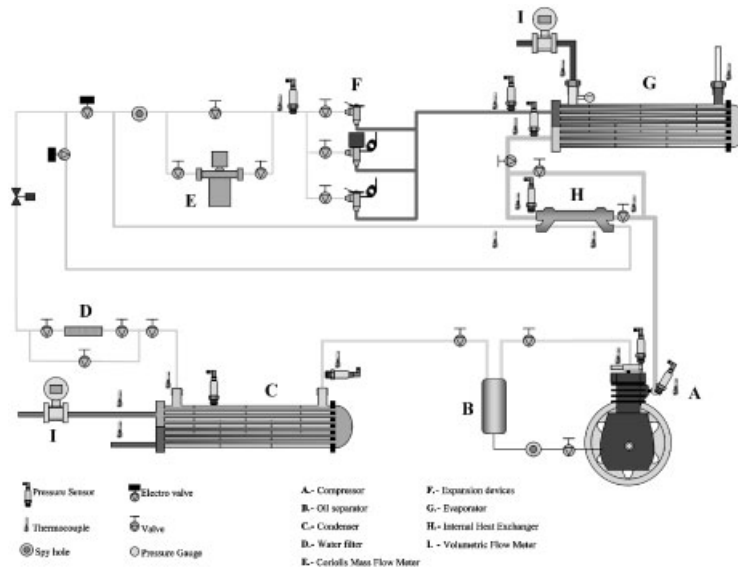 I
F
G
E
H
D
C
B
A
I
Pressure Sensor
Electro valve
A.- Compressor
F.- Expansion devices
B.- Oil separator
G.- Evaporator
Thermocouple
Valve
C.- Condenser
H.- Internal Heat Exchanger
D.- Water filter
I.- Volumetric Flow Meter
Spy hole
Pressure Gauge
E.- Coriolis Mass Flow Meter